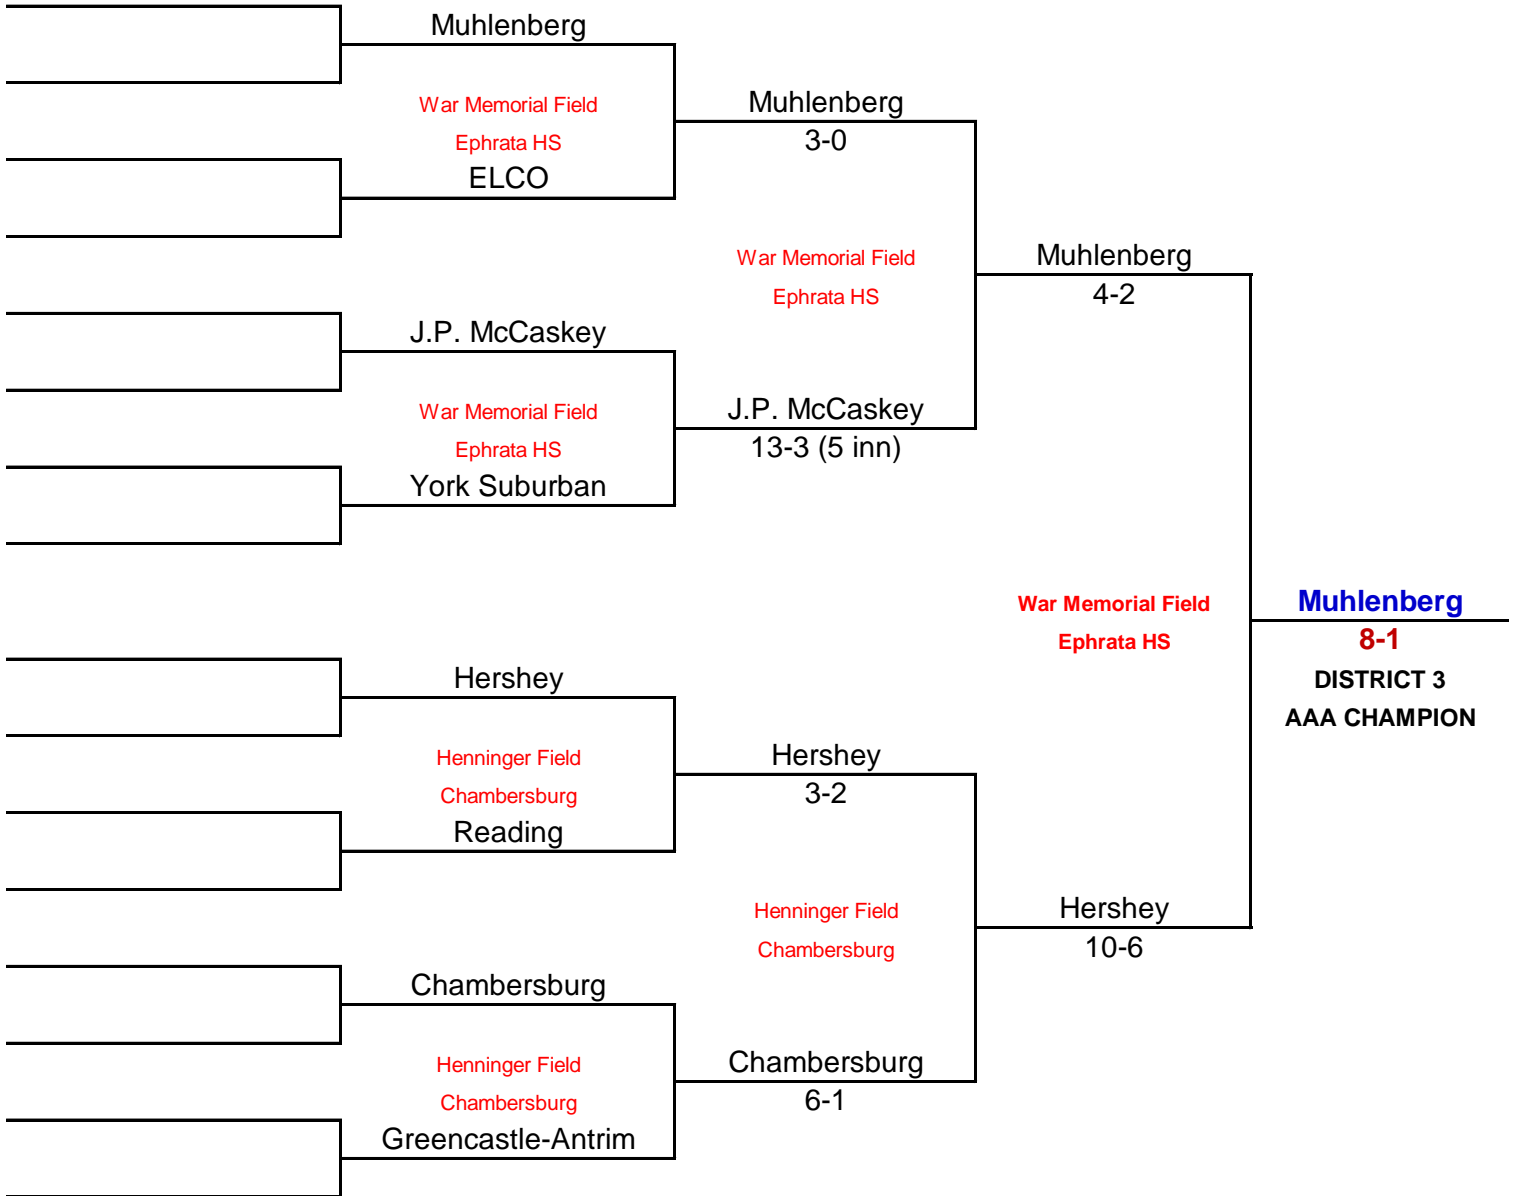 Muhlenberg
War Memorial Field
Ephrata HS
ELCO
Muhlenberg
3-0
War Memorial Field
Ephrata HS
J.P. McCaskey
War Memorial Field
Ephrata HS
York Suburban
J.P. McCaskey
13-3 (5 inn)
Muhlenberg
4-2
War Memorial Field
Ephrata HS
Muhlenberg
8-1
DISTRICT 3
AAA CHAMPION
Hershey
Henninger Field
Chambersburg
Reading
Hershey
3-2
Henninger Field
Chambersburg
Hershey
10-6
Chambersburg
Henninger Field
Chambersburg
Greencastle-Antrim
Chambersburg
6-1